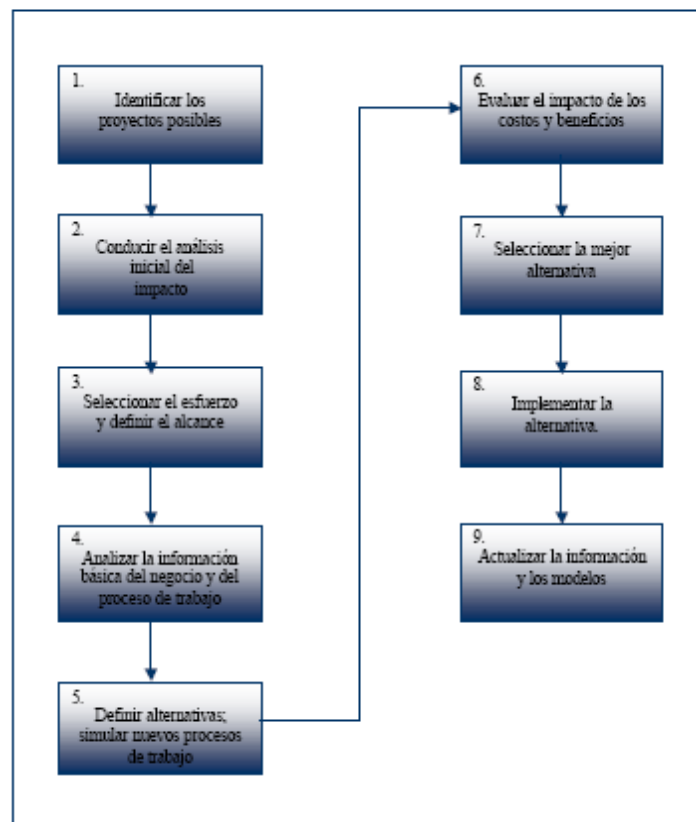 1.
Identificar los
proyectos posibles
2.
Conducir el análisis
inicial del
impacto
3.
Seleccionar el esfuerzo
y definir el alcance
4.
Analizar la información
básica del negocio y del
proceso de trabajo
5.
Definir alternativas;
simular nuevos procesos
de trabajo
6.
Evaluar el impacto de los
costos y beneficios
7.
Seleccionar la mejor
alternativa
8.
Implementar la
alternativa.
9.
Actualizar la información
y los modelos